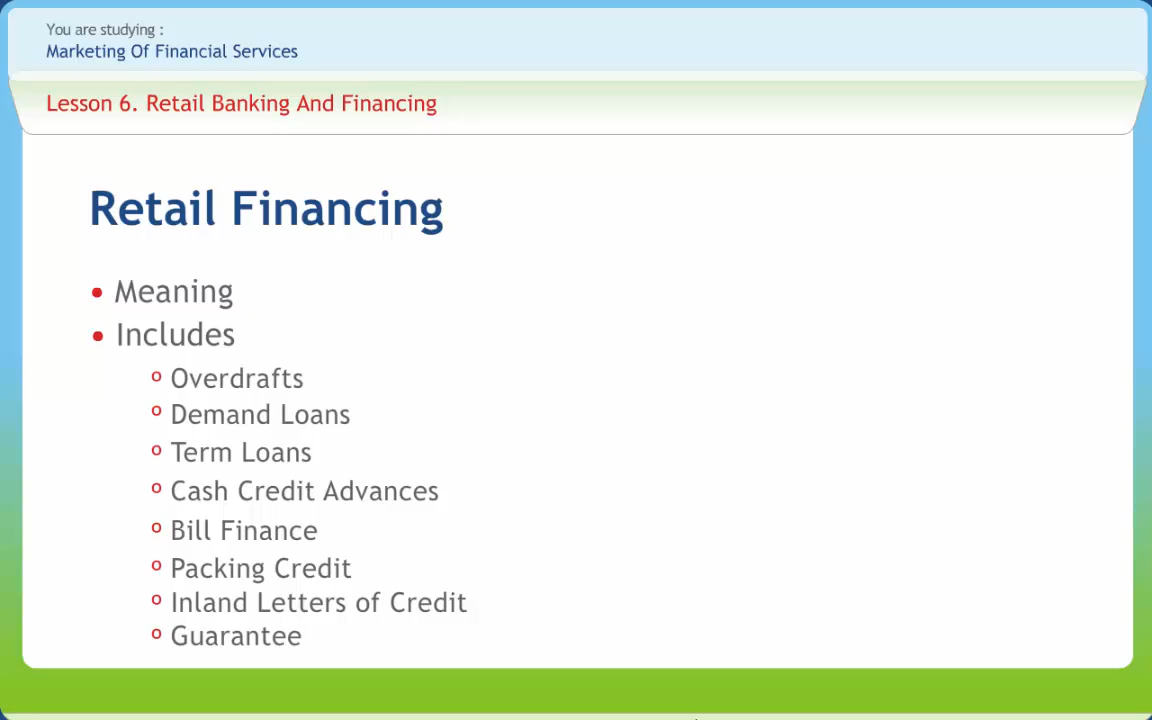 You are studying :
Marketing Of Financial Services
Lesson 6. Retail Banking And Financing
Retail Financing
• Meaning
• Includes
o Overdrafts
o Demand Loans
o Term Loans
o Cash Credit Advances
o Bill Finance
o Packing Credit
o Inland Letters of Credit
o Guarantee